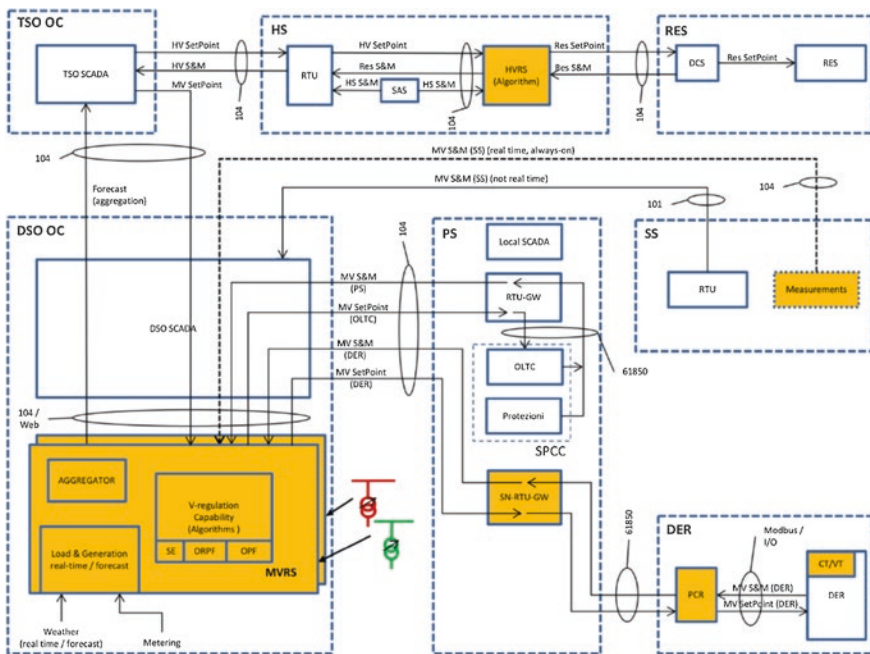 TSO OC
TSO SCADA
HV SetPoint
HV S&M
MV SetPoint
104
HS
RTU
HV SetPoint
Res S&M
HS S&M
SAS
HS S&M
104
HVRS
(Algorithm)
Res SetPoint
Res S&M
104
RES
DCS
Res SetPoint
RES
104
Forecast
(aggregation)
MV S&M (SS) (real time, always-on)
MV S&M (SS) (not real time)
101
104
DSO OC
DSO SCADA
104 /
Web
104
MV S&M
(PS)
MV SetPoint
(OLTC)
MV S&M
(DER)
MV SetPoint
(DER)
PS
Local SCADA
RTU-GW
OLTC
Protezioni
SPCC
61850
SN-RTU-GW
SS
RTU
Measurements
AGGREGATOR
V-regulation
Capability
(Algorithms )
SE
ORPF
OPF
Load & Generation
real-time / forecast
MVRS
Weather
(real time / forecast)
Metering
61850
DER
Modbus /
I/O
PCR
MV S&M (DER)
MV SetPoint (DER)
CT/VT
DER